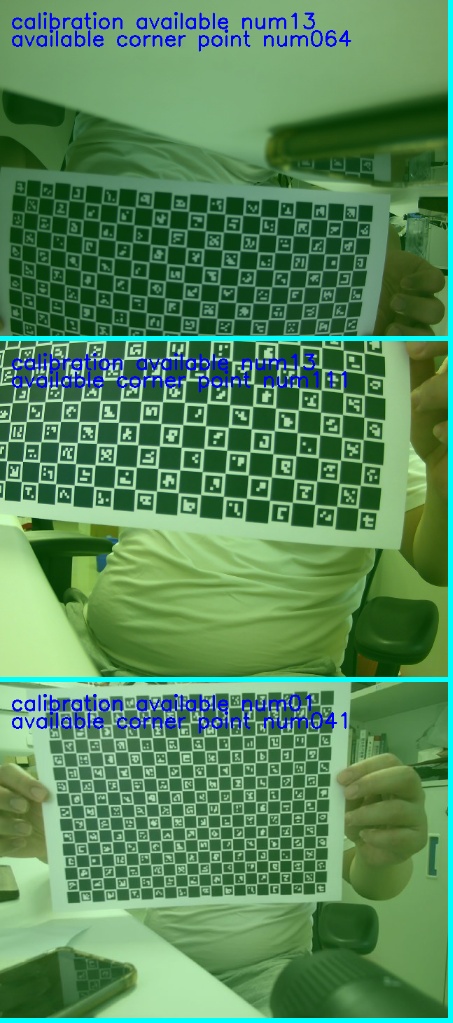 calibration available num13
available corner point num064
calibration available num13
available corner point num111
calibration available num01
available corner point num041